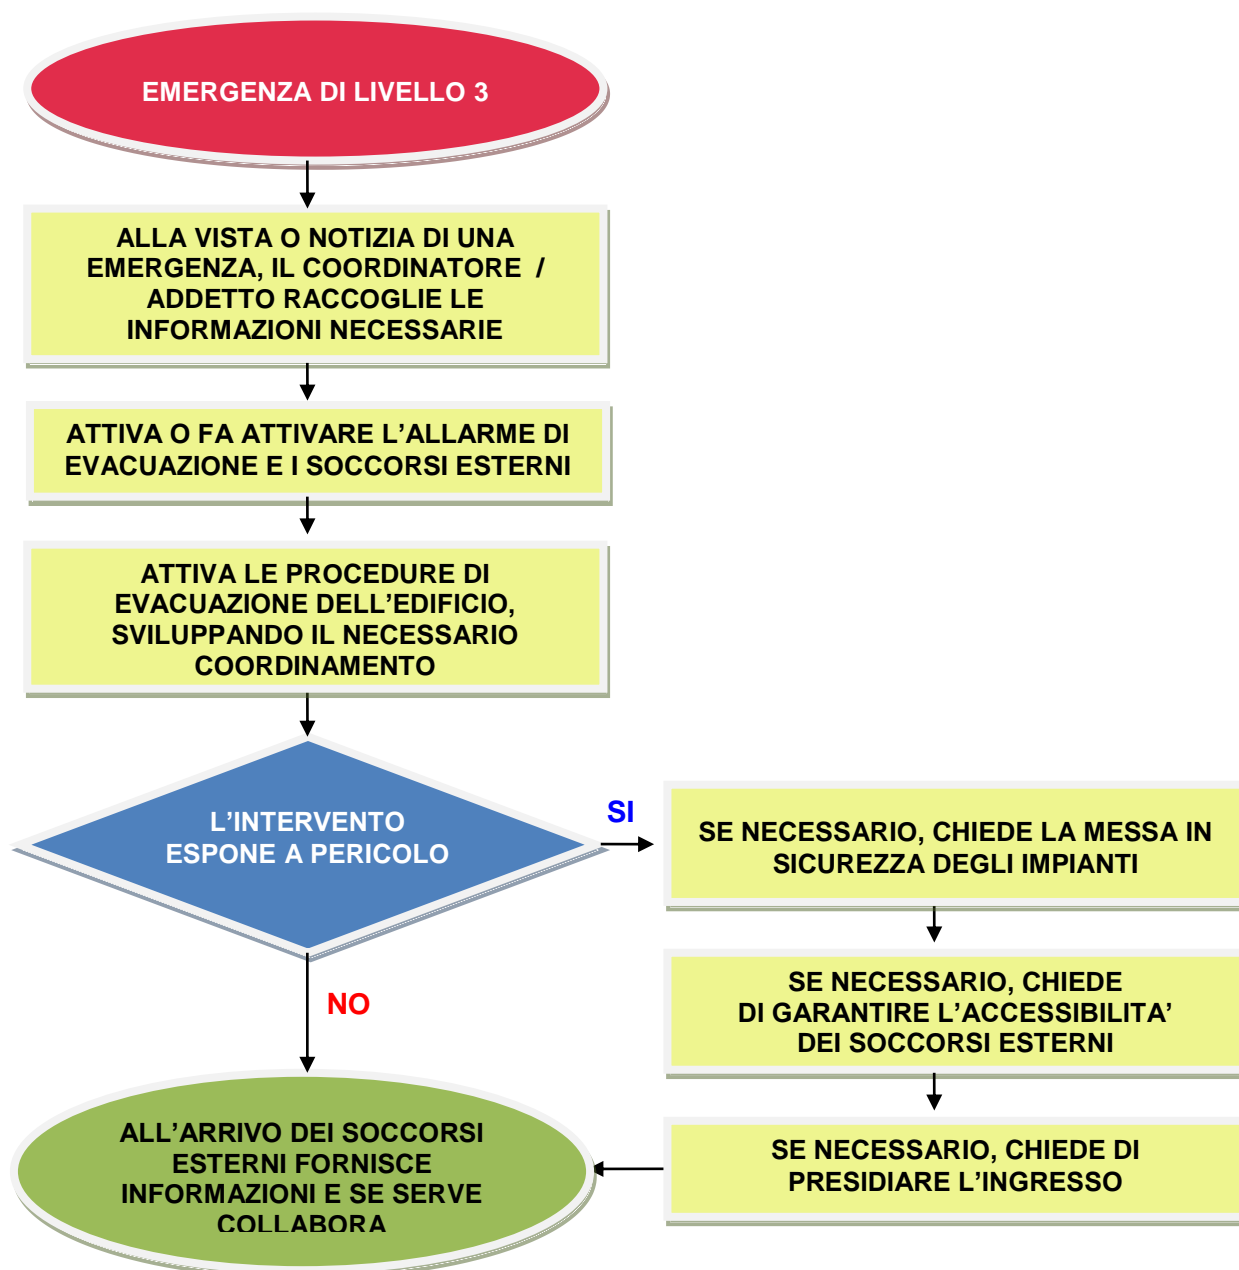 EMERGENZA DI LIVELLO 3
ALLA VISTA O NOTIZIA DI UNA
EMERGENZA, IL COORDINATORE /
ADDETTO RACCOGLIE LE
INFORMAZIONI NECESSARIE
ATTIVA O FA ATTIVARE L’ALLARME DI
EVACUAZIONE E I SOCCORSI ESTERNI
ATTIVA LE PROCEDURE DI
EVACUAZIONE DELL’EDIFICIO,
SVILUPPANDO IL NECESSARIO
COORDINAMENTO
L’INTERVENTO
ESPONE A PERICOLO
SI
SE NECESSARIO, CHIEDE LA MESSA IN
SICUREZZA DEGLI IMPIANTI
SE NECESSARIO, CHIEDE
DI GARANTIRE L’ACCESSIBILITA’
DEI SOCCORSI ESTERNI
SE NECESSARIO, CHIEDE DI
PRESIDIARE L’INGRESSO
NO
ALL’ARRIVO DEI SOCCORSI
ESTERNI FORNISCE
INFORMAZIONI E SE SERVE
COLLABORA